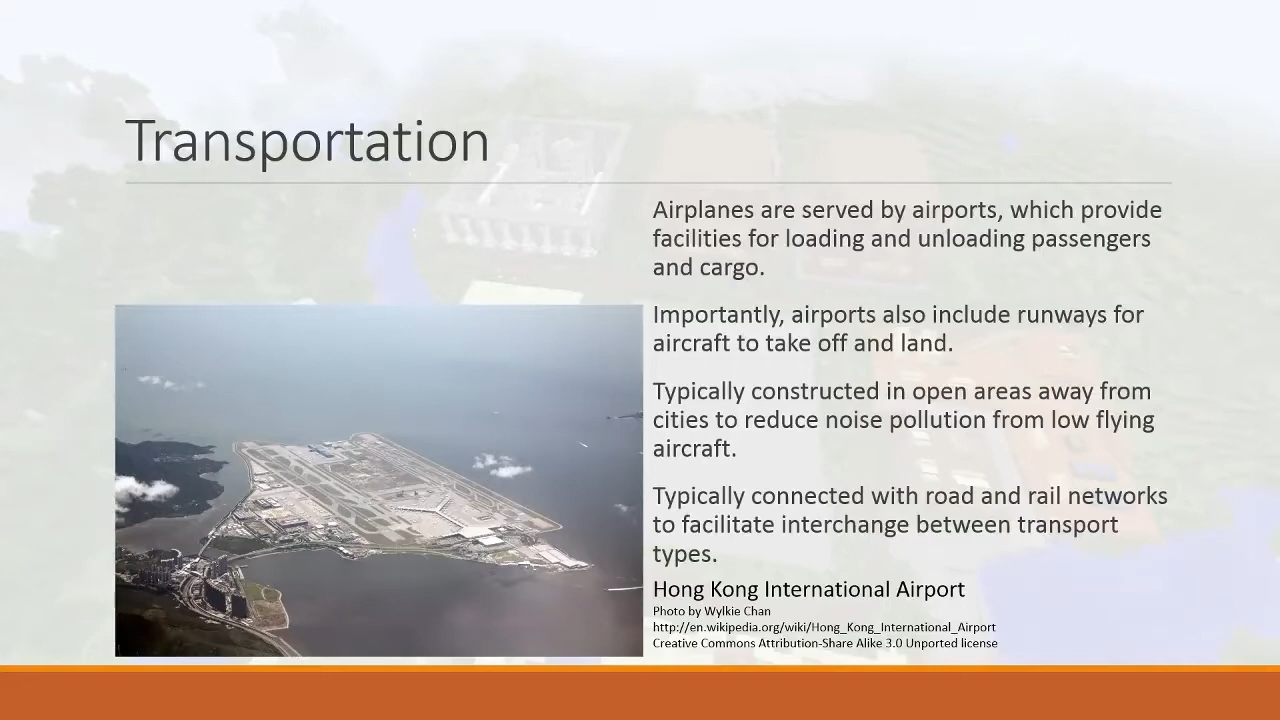 Transportation
Airplanes are served by airports, which provide
facilities for loading and unloading passengers
and cargo.
Importantly, airports also include runways for
aircraft to take off and land.
Typically constructed in open areas away from
cities to reduce noise pollution from low flying
aircraft.
Typically connected with road and rail networks
to facilitate interchange between transport
types.
Hong Kong International Airport
Photo by Wylkie Chan
http://en.wikipedia.org/wiki/Hong_Kong_International_Airport
Creative Commons Attribution-Share Alike 3.0 Unported license